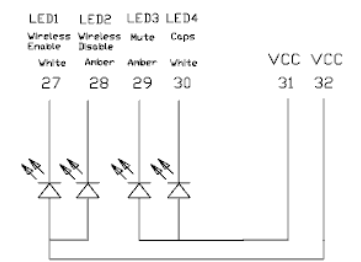 LED1 LED2 LED3 LED4
Wireless Enable Wireless Disable Mute Caps
White Amber Amber White VCC VCC
27 28 29 30 31 32